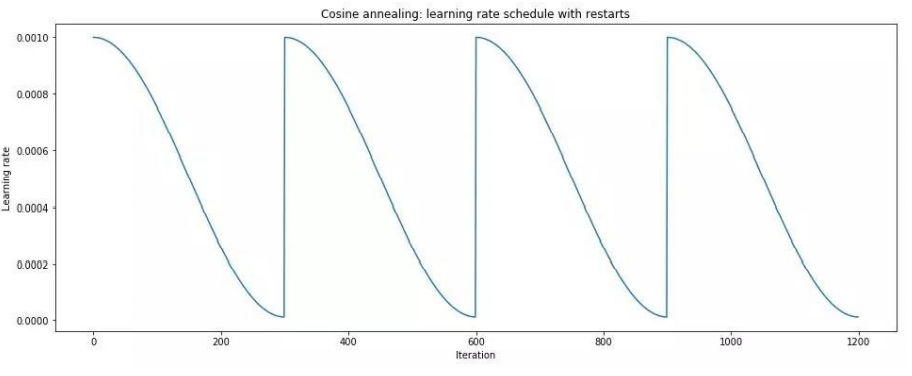 Cosine annealing: learning rate schedule with restarts
0.0010
0.0008
0.0006
0.0004
0.0002
0.0000
Learning rate
0 200 400 600 800 1000 1200
Iteration